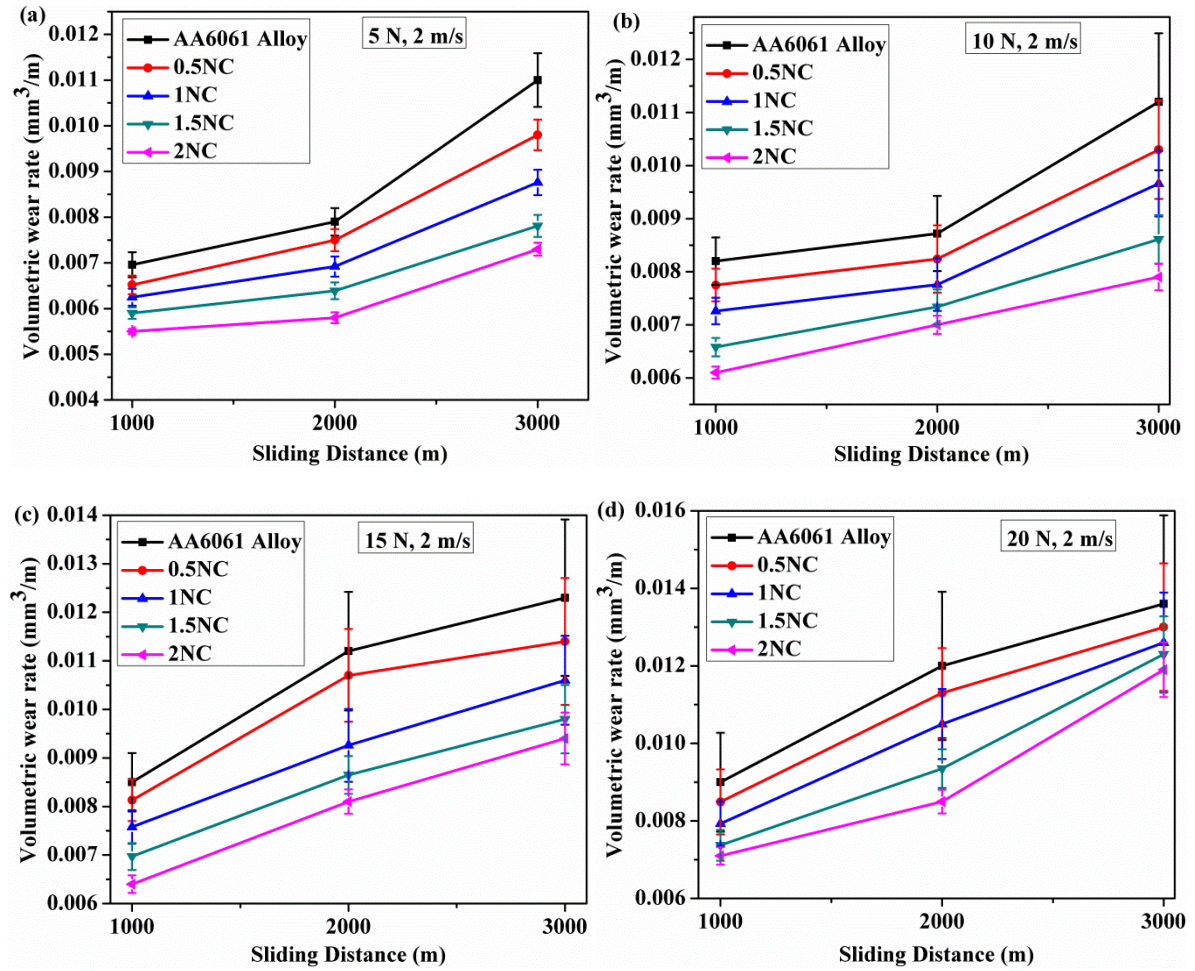 (a)
5 N, 2 m/s
AA6061 Alloy
0.5NC
1NC
1.5NC
2NC
0.012
0.011
0.010
0.009
0.008
0.007
0.006
0.005
0.004
Volumetric wear rate (mm³/m)
1000
2000
3000
Sliding Distance (m)
(b)
10 N, 2 m/s
AA6061 Alloy
0.5NC
1NC
1.5NC
2NC
0.012
0.011
0.010
0.009
0.008
0.007
0.006
Volumetric wear rate (mm³/m)
1000
2000
3000
Sliding Distance (m)
(c)
15 N, 2 m/s
AA6061 Alloy
0.5NC
1NC
1.5NC
2NC
0.014
0.013
0.012
0.011
0.010
0.009
0.008
0.007
0.006
Volumetric wear rate (mm³/m)
1000
2000
3000
Sliding Distance (m)
(d)
20 N, 2 m/s
AA6061 Alloy
0.5NC
1NC
1.5NC
2NC
0.016
0.014
0.012
0.010
0.008
0.006
Volumetric wear rate (mm³/m)
1000
2000
3000
Sliding Distance (m)